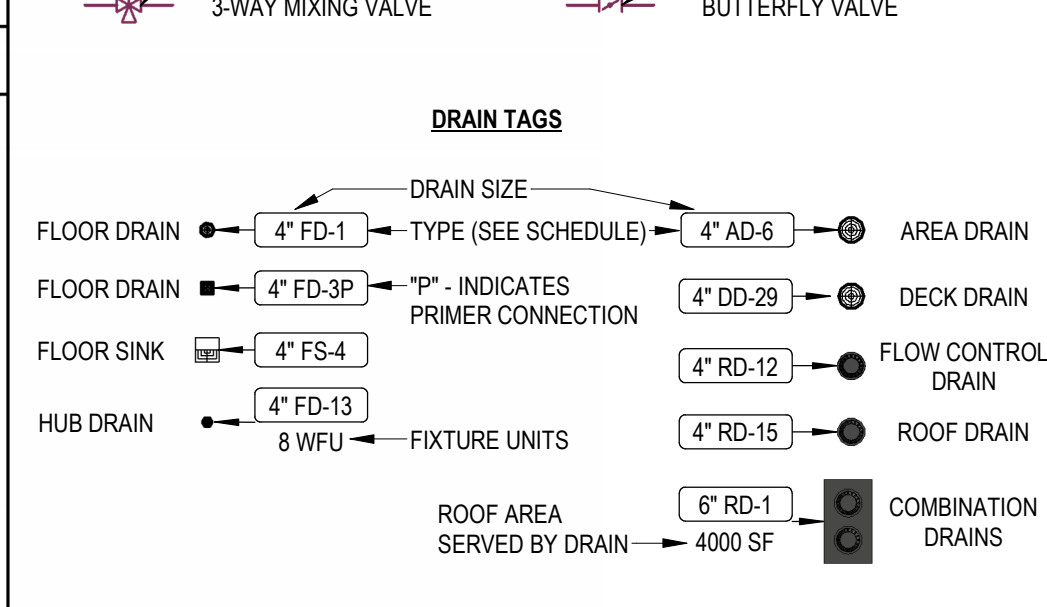 3-WAY MIXING VALVE
BUTTERFLY VALVE
DRAIN TAGS
DRAIN SIZE
FLOOR DRAIN
4" FD-1
TYPE (SEE SCHEDULE)
4" AD-6
AREA DRAIN
FLOOR DRAIN
4" FD-3P
"P" - INDICATES
PRIMER CONNECTION
4" DD-29
DECK DRAIN
FLOOR SINK
4" FS-4
4" RD-12
FLOW CONTROL
DRAIN
HUB DRAIN
4" FD-13
8 WFU
FIXTURE UNITS
4" RD-15
ROOF DRAIN
ROOF AREA
SERVED BY DRAIN
6" RD-1
4000 SF
COMBINATION
DRAINS